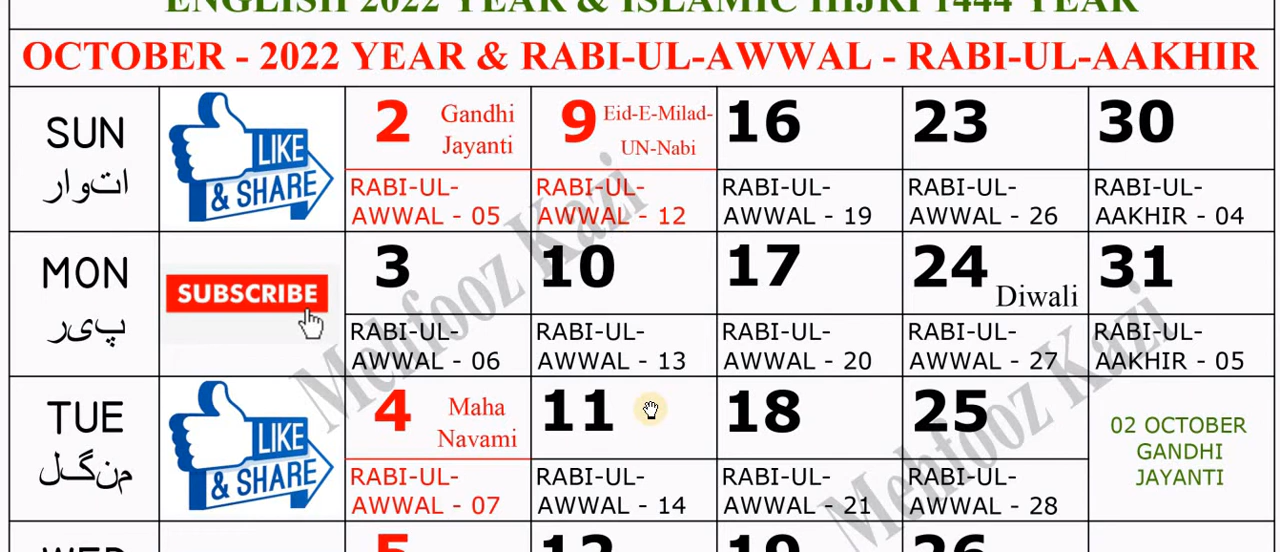 ENGLISH 2022 YEAR & ISLAMIC HIJRI 1444 YEAR
OCTOBER - 2022 YEAR & RABI-UL-AWWAL - RABI-UL-AAKHIR
SUN
اتوار
LIKE
& SHARE
2 Gandhi
Jayanti
RABI-UL-
AWWAL - 05
9 Eid-E-Milad-
UN-Nabi
RABI-UL-
AWWAL - 12
16
RABI-UL-
AWWAL - 19
23
RABI-UL-
AWWAL - 26
30
RABI-UL-
AAKHIR - 04
MON
پیر
SUBSCRIBE
3
RABI-UL-
AWWAL - 06
10
RABI-UL-
AWWAL - 13
17
RABI-UL-
AWWAL - 20
24 Diwali
RABI-UL-
AWWAL - 27
31
RABI-UL-
AAKHIR - 05
TUE
منگل
LIKE
& SHARE
4 Maha
Navami
RABI-UL-
AWWAL - 07
11
RABI-UL-
AWWAL - 14
18
RABI-UL-
AWWAL - 21
25
RABI-UL-
AWWAL - 28
02 OCTOBER
GANDHI
JAYANTI
WED
5
12
19
26
Mehfooz Kazi
Mehfooz Kazi